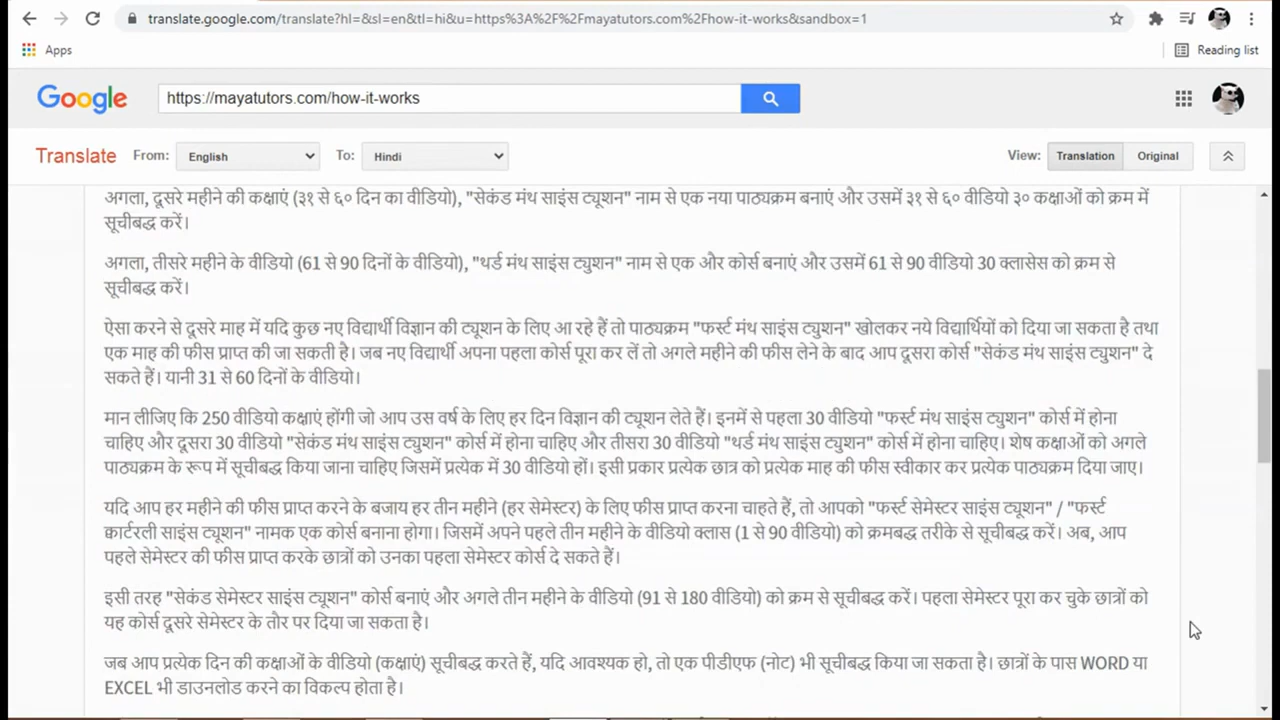 translate.google.com/translate?hl=&sl=en&tl=hi&u=https%3A%2F%2Fmayatutors.com%2Fhow-it-works&sandbox=1
Apps
Reading list
Google
https://mayatutors.com/how-it-works
Translate From: English To: Hindi View: Translation Original
अगला, दूसरे महीने की कक्षाएं (३१ से ६० दिन का वीडियो), "सेकंड मंथ साइंस ट्यूशन" नाम से एक नया पाठ्यक्रम बनाएं और उसमें ३१ से ६० वीडियो ३० कक्षाओं को क्रम में
सूचीबद्ध करें।
अगला, तीसरे महीने के वीडियो (61 से 90 दिनों के वीडियो), "थर्ड मंथ साइंस ट्युशन" नाम से एक और कोर्स बनाएं और उसमें 61 से 90 वीडियो 30 क्लासेस को क्रम से
सूचीबद्ध करें।
ऐसा करने से दूसरे माह में यदि कुछ नए विद्यार्थी विज्ञान की ट्यूशन के लिए आ रहे हैं तो पाठ्यक्रम "फर्स्ट मंथ साइंस ट्युशन" खोलकर नये विद्यार्थियों को दिया जा सकता है तथा
एक माह की फीस प्राप्त की जा सकती है। जब नए विद्यार्थी अपना पहला कोर्स पूरा कर लें तो अगले महीने की फीस लेने के बाद आप दूसरा कोर्स "सेकंड मंथ साइंस ट्युशन" दे
सकते हैं। यानी 31 से 60 दिनों के वीडियो।
मान लीजिए कि 250 वीडियो कक्षाएं होंगी जो आप उस वर्ष के लिए हर दिन विज्ञान की ट्यूशन लेते हैं। इनमें से पहला 30 वीडियो "फर्स्ट मंथ साइंस ट्युशन" कोर्स में होना
चाहिए और दूसरा 30 वीडियो "सेकंड मंथ साइंस ट्युशन" कोर्स में होना चाहिए और तीसरा 30 वीडियो "थर्ड मंथ साइंस ट्युशन" कोर्स में होना चाहिए। शेष कक्षाओं को अगले
पाठ्यक्रम के रूप में सूचीबद्ध किया जाना चाहिए जिसमें प्रत्येक में 30 वीडियो हों। इसी प्रकार प्रत्येक छात्र को प्रत्येक माह की फीस स्वीकार कर प्रत्येक पाठ्यक्रम दिया जाए।
यदि आप हर महीने की फीस प्राप्त करने के बजाय हर तीन महीने (हर सेमेस्टर) के लिए फीस प्राप्त करना चाहते हैं, तो आपको "फर्स्ट सेमेस्टर साइंस ट्यूशन" / "फर्स्ट
क्वार्टरली साइंस ट्यूशन" नामक एक कोर्स बनाना होगा। जिसमें अपने पहले तीन महीने के वीडियो क्लास (1 से 90 वीडियो) को क्रमबद्ध तरीके से सूचीबद्ध करें। अब, आप
पहले सेमेस्टर की फीस प्राप्त करके छात्रों को उनका पहला सेमेस्टर कोर्स दे सकते हैं।
इसी तरह "सेकंड सेमेस्टर साइंस ट्यूशन" कोर्स बनाएं और अगले तीन महीने के वीडियो (91 से 180 वीडियो) को क्रम से सूचीबद्ध करें। पहला सेमेस्टर पूरा कर चुके छात्रों को
यह कोर्स दूसरे सेमेस्टर के तौर पर दिया जा सकता है।
जब आप प्रत्येक दिन की कक्षाओं के वीडियो (कक्षाएं) सूचीबद्ध करते हैं, यदि आवश्यक हो, तो एक पीडीएफ (नोट) भी सूचीबद्ध किया जा सकता है। छात्रों के पास WORD या
EXCEL भी डाउनलोड करने का विकल्प होता है।